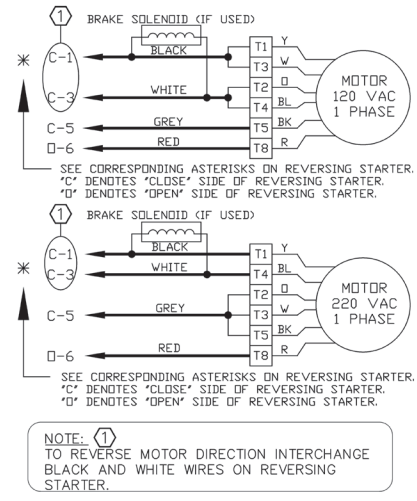 1 BRAKE SOLENOID (IF USED)
BLACK
T1 Y
* C-1
T3 W
WHITE
T2 O
C-3
T4 BL
MOTOR
120 VAC
1 PHASE
C-5 GREY T5 BK
O-6 RED T8 R
SEE CORRESPONDING ASTERISKS ON REVERSING STARTER.
"C" DENOTES "CLOSE" SIDE OF REVERSING STARTER.
"O" DENOTES "OPEN" SIDE OF REVERSING STARTER.
1 BRAKE SOLENOID (IF USED)
C-1 BLACK T1 Y
* C-3 WHITE T4 BL
T2 O
C-5 GREY T3 W
T5 BK
O-6 RED T8 R
MOTOR
220 VAC
1 PHASE
SEE CORRESPONDING ASTERISKS ON REVERSING STARTER.
"C" DENOTES "CLOSE" SIDE OF REVERSING STARTER.
"O" DENOTES "OPEN" SIDE OF REVERSING STARTER.
NOTE: 1
TO REVERSE MOTOR DIRECTION INTERCHANGE
BLACK AND WHITE WIRES ON REVERSING
STARTER.